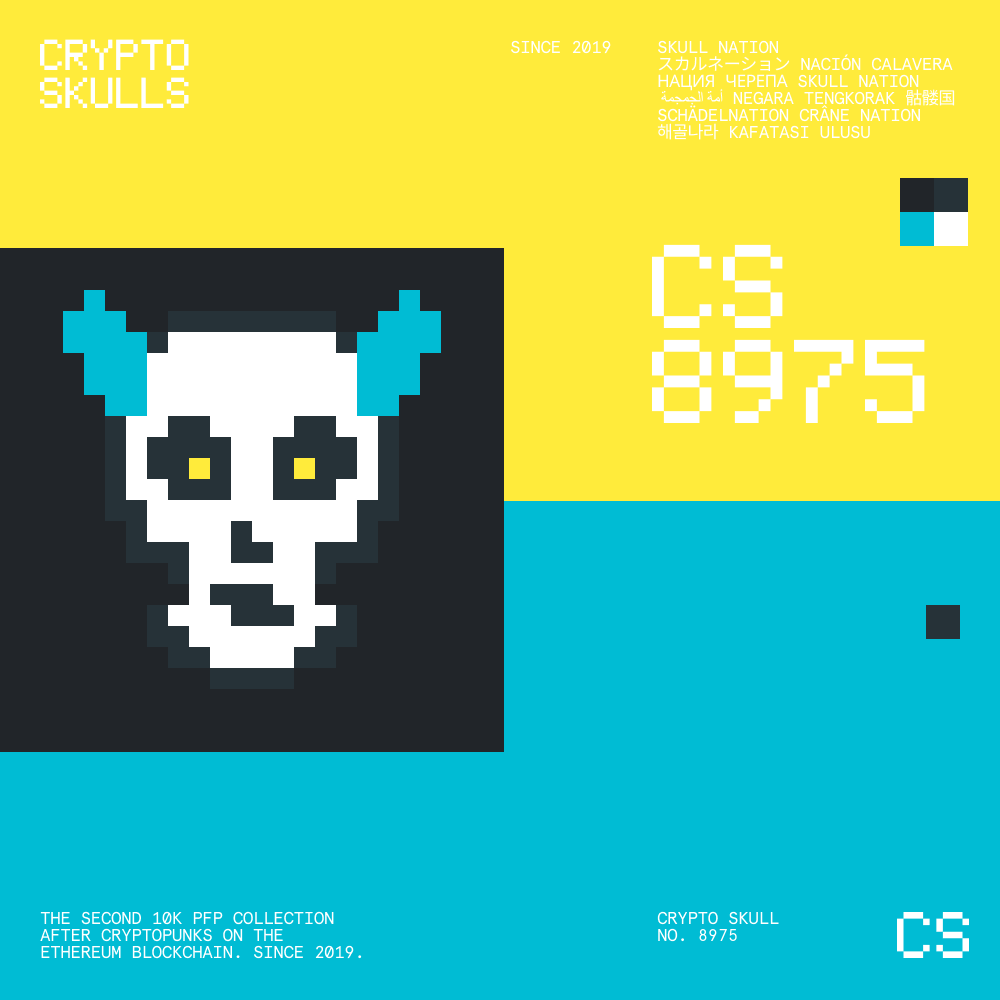 CRYPTO
SKULLS
SINCE 2019
SKULL NATION
スカルネーション NACIÓN CALAVERA
НАЦИЯ ЧЕРЕПА SKULL NATION
أمة الجمجمة NEGARA TENGKORAK 骷髅国
SCHÄDELNATION CRÂNE NATION
해골나라 KAFATASI ULUSU
CS
8975
THE SECOND 10K PFP COLLECTION
AFTER CRYPTOPUNKS ON THE
ETHEREUM BLOCKCHAIN. SINCE 2019.
CRYPTO SKULL
NO. 8975
CS